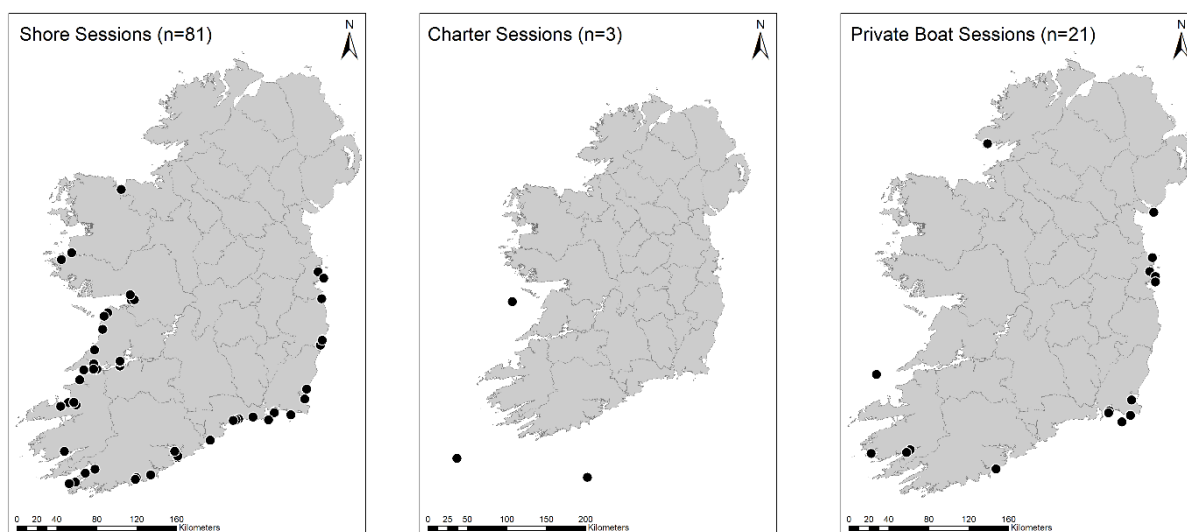 Shore Sessions (n=81)
N
0 20 40 80 120 160
Kilometers
Charter Sessions (n=3)
N
0 25 50 100 150 200
Kilometers
Private Boat Sessions (n=21)
N
0 20 40 80 120 160
Kilometers